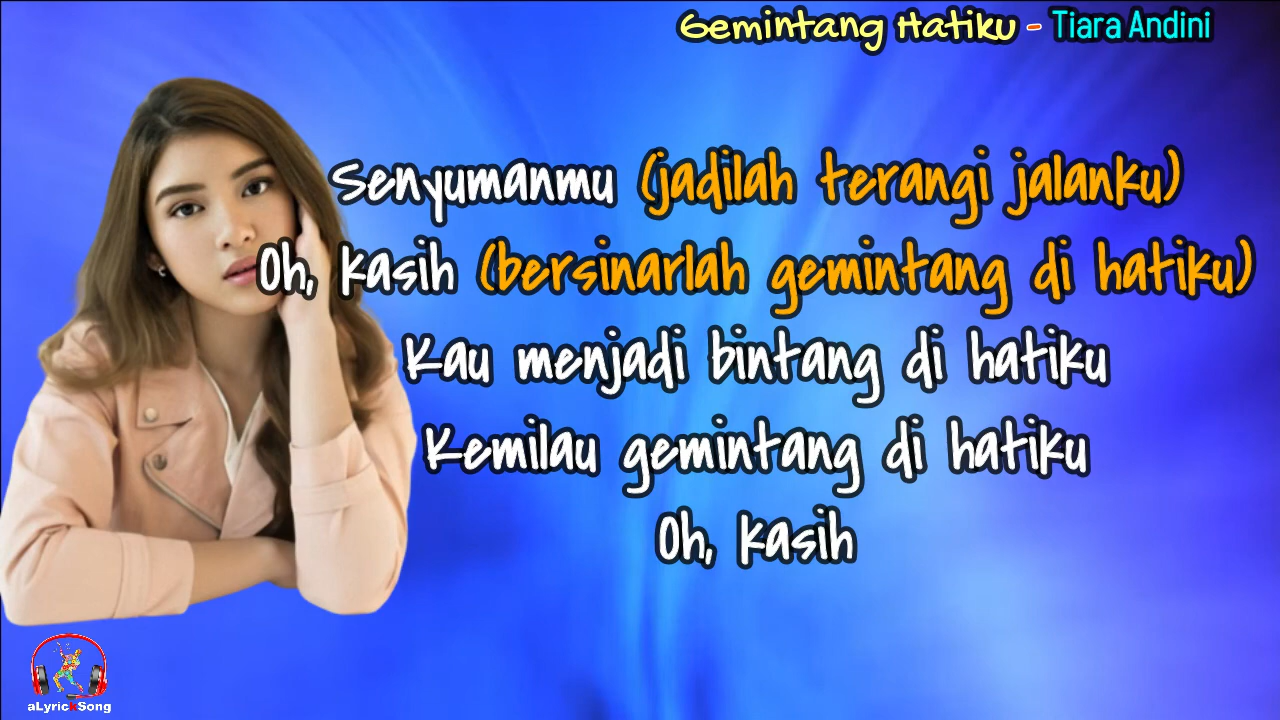 Gemintang Hatiku - Tiara Andini
Senyumanmu (jadilah terangi jalanku)
Oh, kasih (bersinarlah gemintang di hatiku)
Kau menjadi bintang di hatiku
Kemilau gemintang di hatiku
Oh, kasih
aLyrickSong